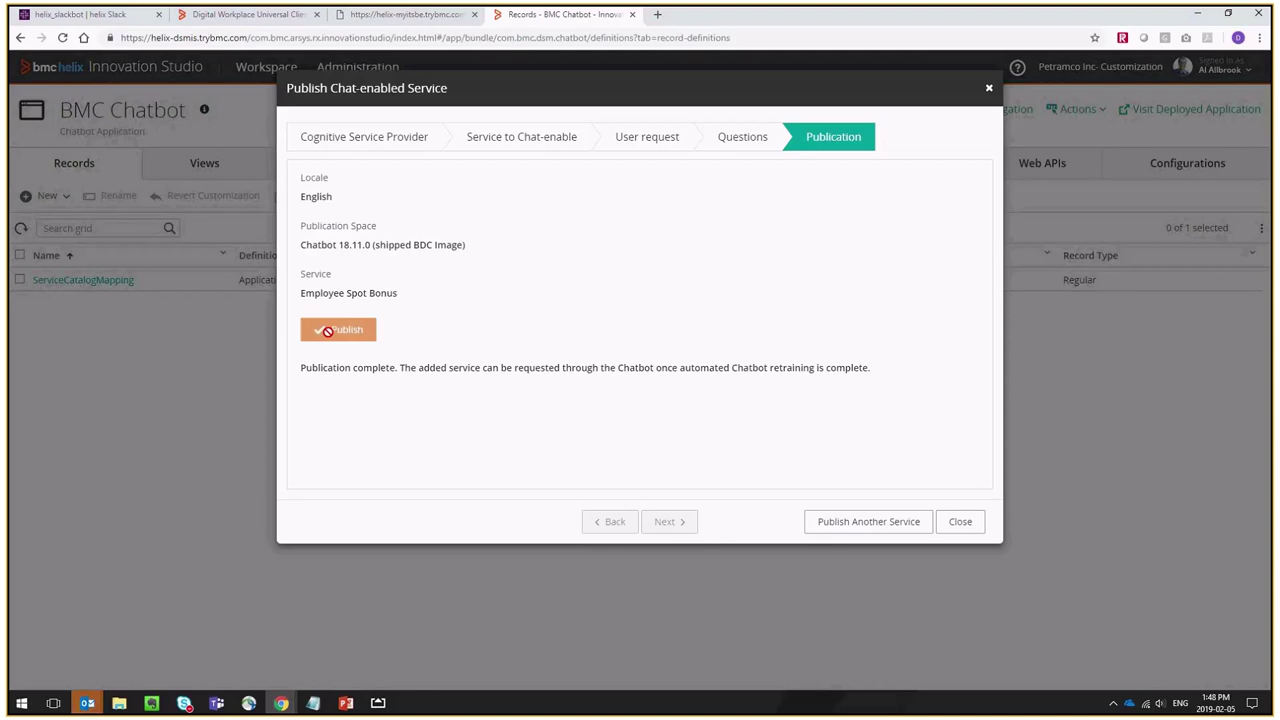 helix_slackbot | helix Slack
Digital Workplace Universal Clien
https://helix-myitsbe.trybmc.com
Records - BMC Chatbot - Innova
https://helix-dsmis.trybmc.com/com.bmc.arsys.rx.innovationstudio/index.html#/app/bundle/com.bmc.dsm.chatbot/definitions?tab=record-definitions
bmc helix Innovation Studio
Workspace
Administration
Petramco Inc- Customization
Signed In As
Al Allbrook
Publish Chat-enabled Service
BMC Chatbot
Chatbot Application
Actions
Visit Deployed Application
Cognitive Service Provider
Service to Chat-enable
User request
Questions
Publication
Records
Views
Web APIs
Configurations
New
Rename
Revert Customization
Search grid
0 of 1 selected
Name
Record Type
ServiceCatalogMapping
Regular
Locale
English
Publication Space
Chatbot 18.11.0 (shipped BDC Image)
Service
Employee Spot Bonus
Publish
Publication complete. The added service can be requested through the Chatbot once automated Chatbot retraining is complete.
Back
Next
Publish Another Service
Close
ENG
1:48 PM
2019-02-05